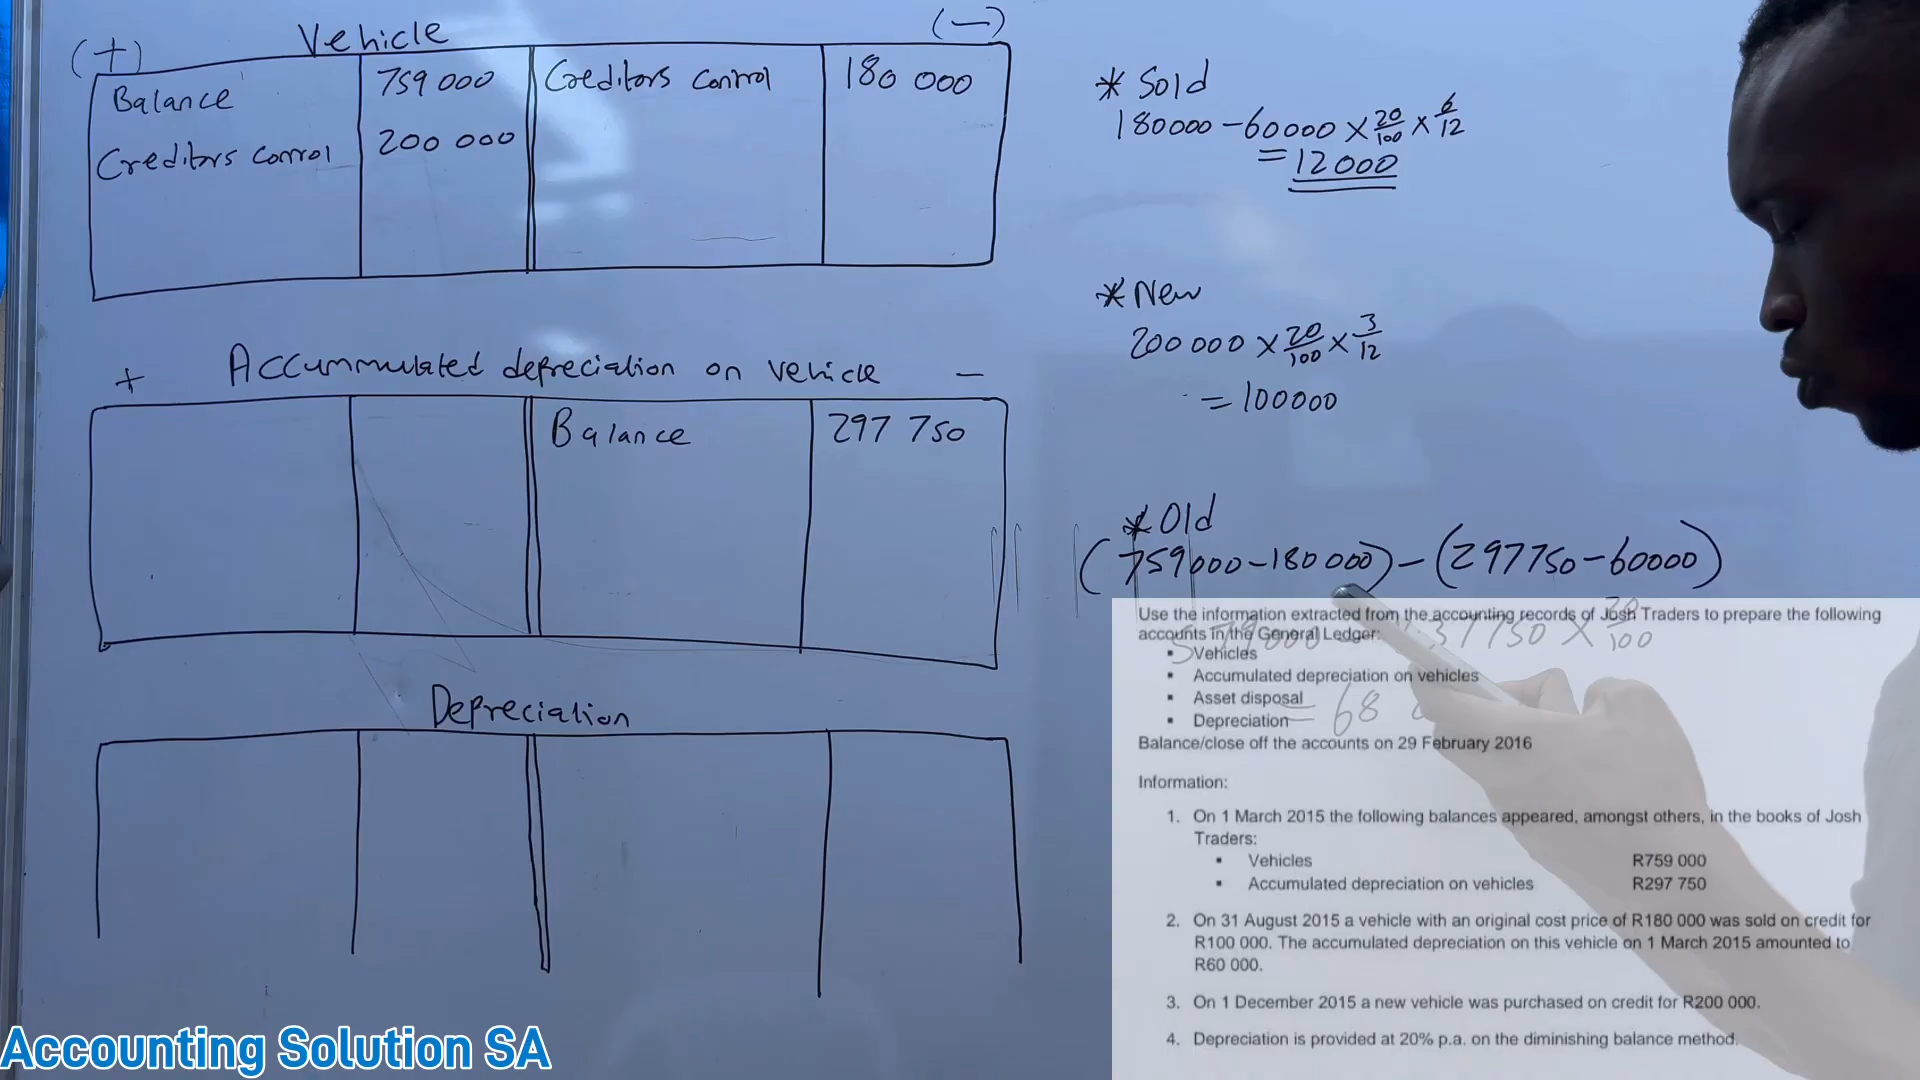 (+) Vehicle (—)
Balance 759 000 Creditors control 180 000
Creditors control 200 000
+ Accummulated depreciation on vehicle —
Balance 297 750
Depreciation
* Sold
180000 - 60000 × 20/100 × 6/12
= 12000
* New
200 000 × 20/100 × 3/12
= 100000
* Old
(759000 - 180 000) - (297750 - 60000)
37750 × 20/100
= 68
Use the information extracted from the accounting records of Josh Traders to prepare the following
accounts in the General Ledger:
▪ Vehicles
▪ Accumulated depreciation on vehicles
▪ Asset disposal
▪ Depreciation
Balance/close off the accounts on 29 February 2016
Information:
1. On 1 March 2015 the following balances appeared, amongst others, in the books of Josh
Traders:
▪ Vehicles R759 000
▪ Accumulated depreciation on vehicles R297 750
2. On 31 August 2015 a vehicle with an original cost price of R180 000 was sold on credit for
R100 000. The accumulated depreciation on this vehicle on 1 March 2015 amounted to
R60 000.
3. On 1 December 2015 a new vehicle was purchased on credit for R200 000.
4. Depreciation is provided at 20% p.a. on the diminishing balance method.
Accounting Solution SA